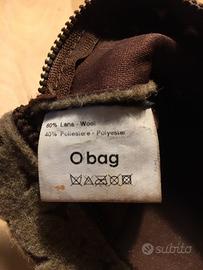 60% Lana - Wool
40% Poliestere - Polyester
O bag
subito